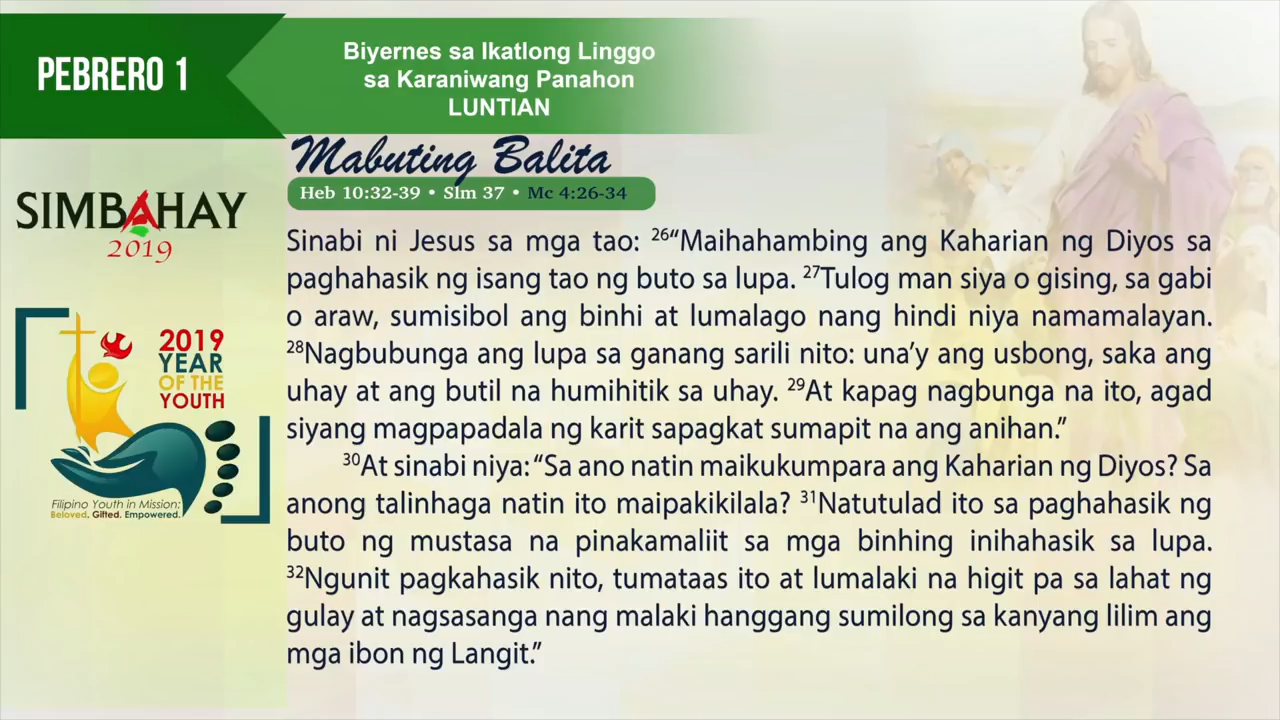 PEBRERO 1
Biyernes sa Ikatlong Linggo
sa Karaniwang Panahon
LUNTIAN
Mabuting Balita
Heb 10:32-39 • Slm 37 • Mc 4:26-34
SIMBAHAY
2019
2019
YEAR
OF THE
YOUTH
Filipino Youth in Mission:
Beloved. Gifted. Empowered.
Sinabi ni Jesus sa mga tao: 26“Maihahambing ang Kaharian ng Diyos sa
paghahasik ng isang tao ng buto sa lupa. 27Tulog man siya o gising, sa gabi
o araw, sumisibol ang binhi at lumalago nang hindi niya namamalayan.
28Nagbubunga ang lupa sa ganang sarili nito: una’y ang usbong, saka ang
uhay at ang butil na humihitik sa uhay. 29At kapag nagbunga na ito, agad
siyang magpapadala ng karit sapagkat sumapit na ang anihan.”
30At sinabi niya: “Sa ano natin maikukumpara ang Kaharian ng Diyos? Sa
anong talinhaga natin ito maipakikilala? 31Natutulad ito sa paghahasik ng
buto ng mustasa na pinakamaliit sa mga binhing inihahasik sa lupa.
32Ngunit pagkahasik nito, tumataas ito at lumalaki na higit pa sa lahat ng
gulay at nagsasanga nang malaki hanggang sumilong sa kanyang lilim ang
mga ibon ng Langit.”